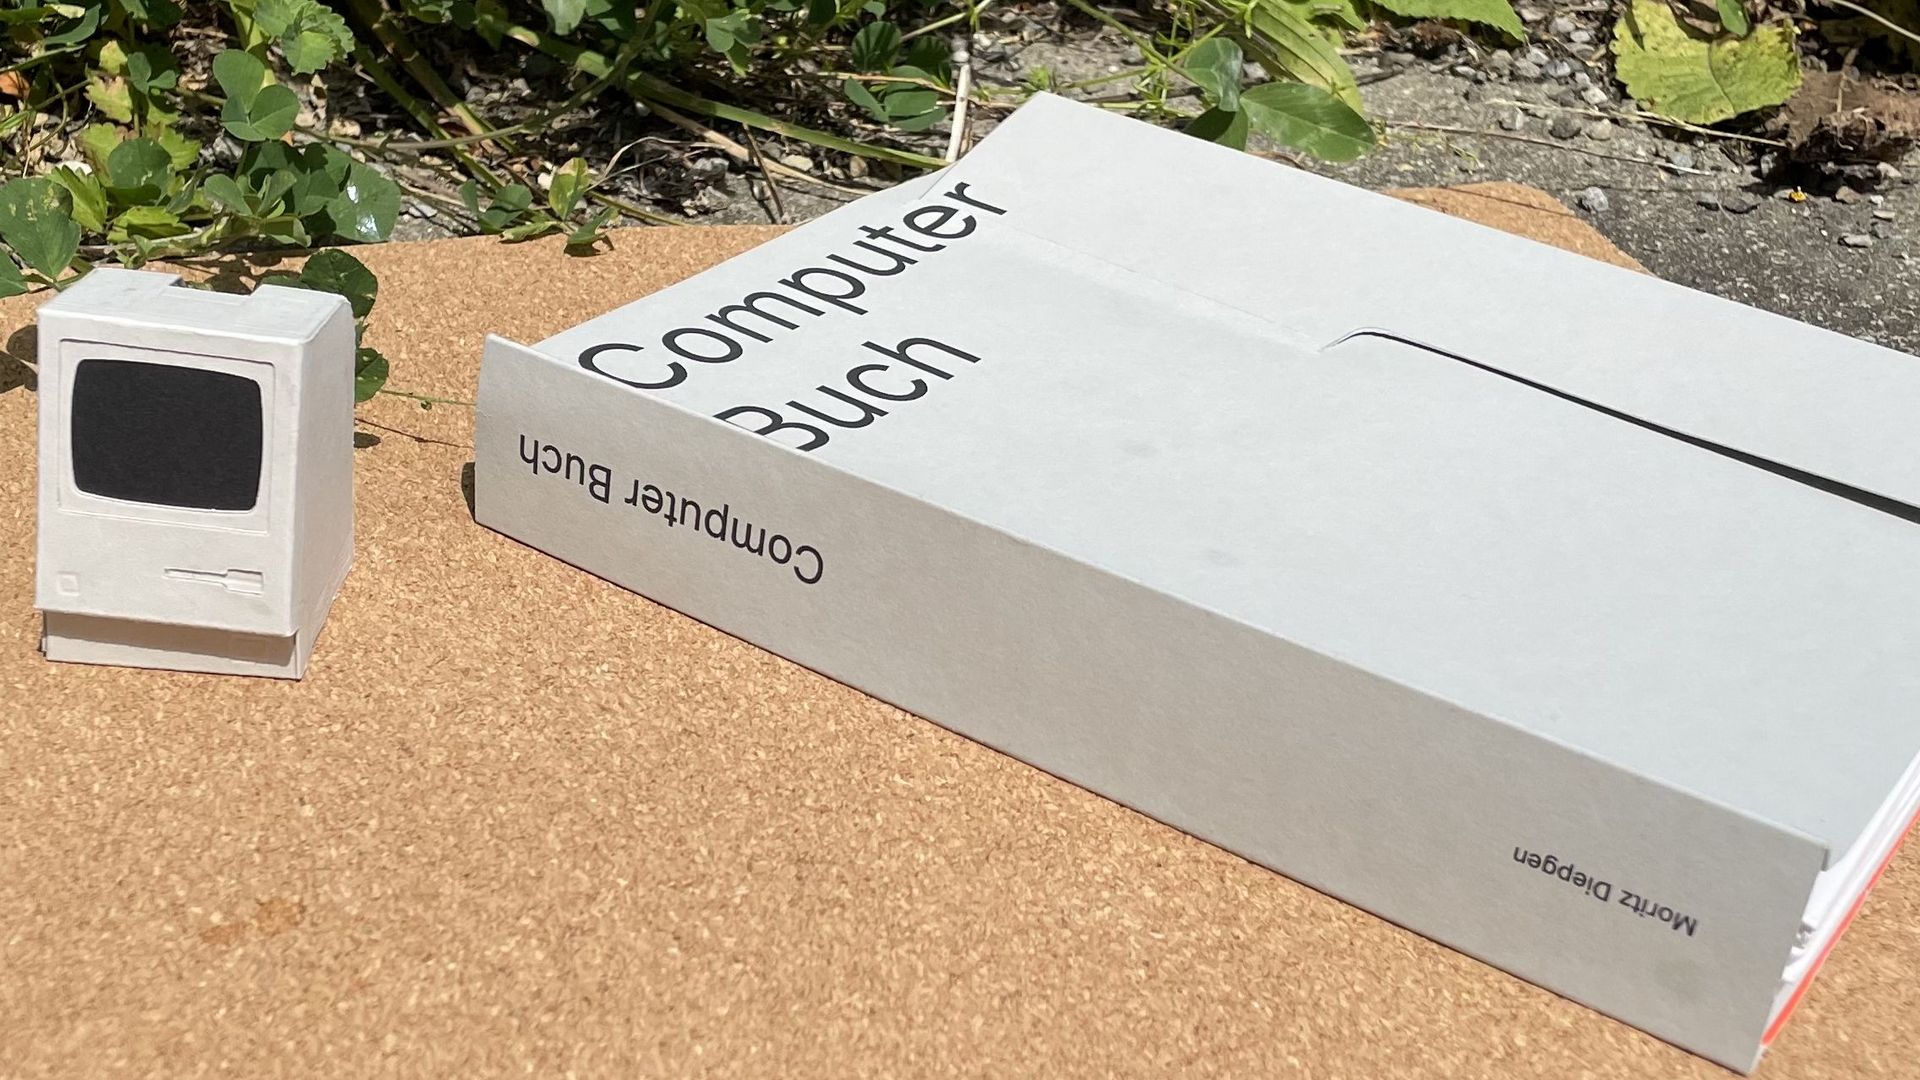 Computer
Buch
Computer Buch
Moritz Diepgen